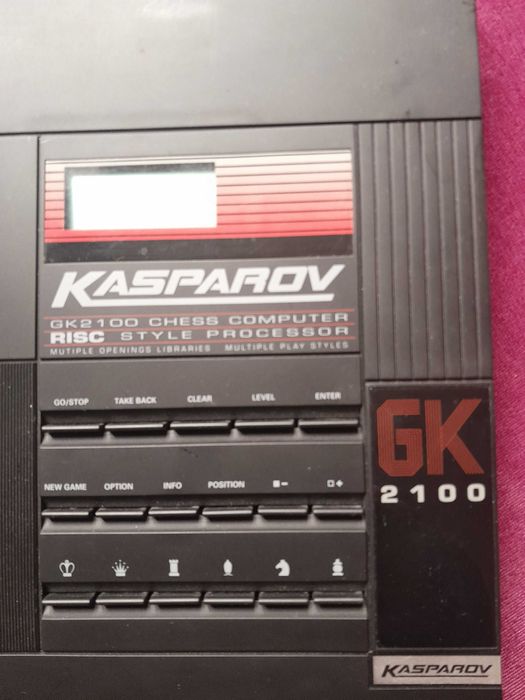 KASPAROV
GK2100 CHESS COMPUTER
RISC STYLE PROCESSOR
MUTIPLE OPENINGS LIBRARIES MULTIPLE PLAY STYLES
GO/STOP TAKE BACK CLEAR LEVEL ENTER
NEW GAME OPTION INFO POSITION
GK
2100
KASPAROV